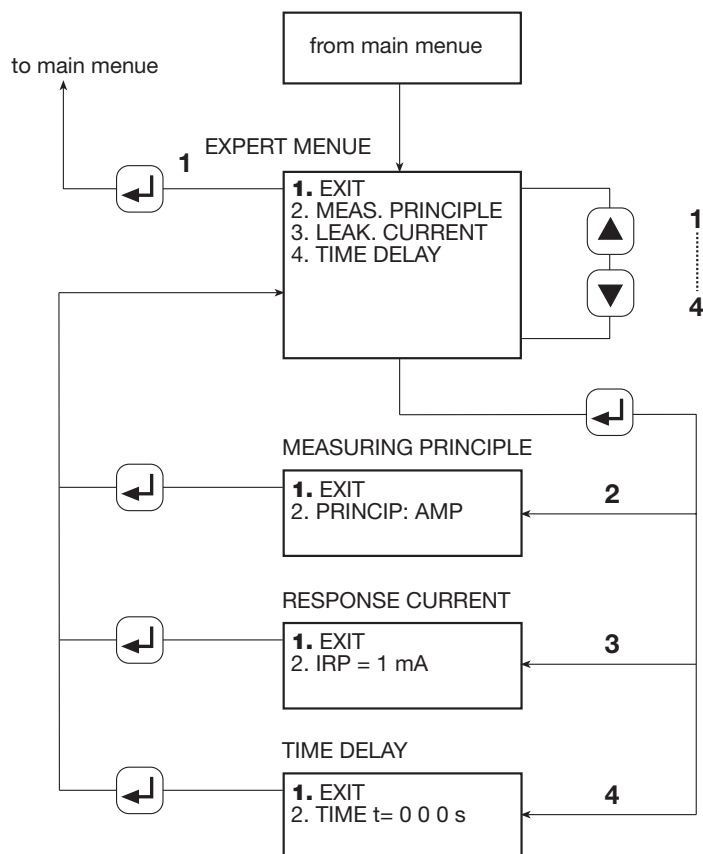 from main menue
to main menue
EXPERT MENUE
1
1. EXIT
2. MEAS. PRINCIPLE
3. LEAK. CURRENT
4. TIME DELAY
1
4
MEASURING PRINCIPLE
1. EXIT
2. PRINCIP: AMP
2
RESPONSE CURRENT
1. EXIT
2. IRP = 1 mA
3
TIME DELAY
1. EXIT
2. TIME t= 0 0 0 s
4